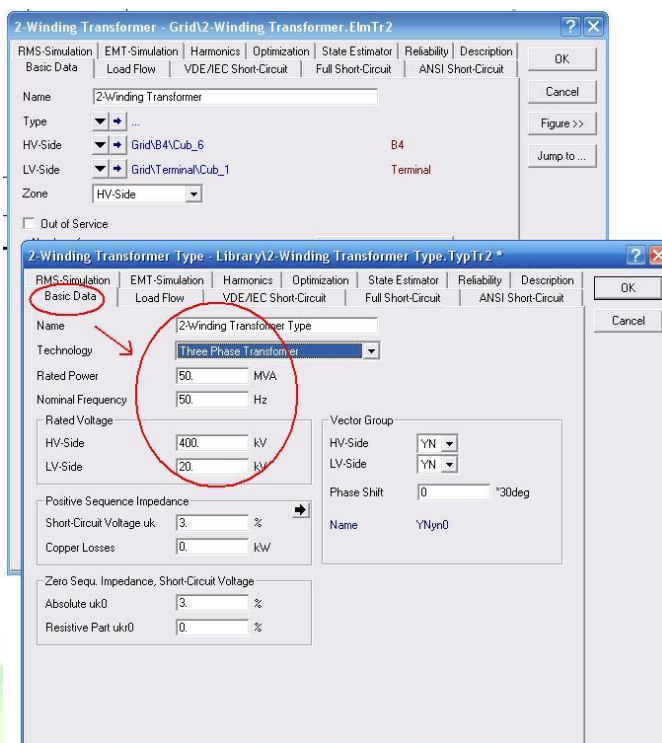 2-Winding Transformer - Grid\2-Winding Transformer.ElmTr2
RMS-Simulation EMT-Simulation Harmonics Optimization State Estimator Reliability Description
Basic Data Load Flow VDE/IEC Short-Circuit Full Short-Circuit ANSI Short-Circuit
OK
Name 2-Winding Transformer
Cancel
Type ...
Figure >>
HV-Side Grid\B4\Cub_6 B4
Jump to ...
LV-Side Grid\Terminal\Cub_1 Terminal
Zone HV-Side
Out of Service
2-Winding Transformer Type - Library\2-Winding Transformer Type.TypTr2 *
RMS-Simulation EMT-Simulation Harmonics Optimization State Estimator Reliability Description
Basic Data Load Flow VDE/IEC Short-Circuit Full Short-Circuit ANSI Short-Circuit
OK
Name 2-Winding Transformer Type
Cancel
Technology Three Phase Transformer
Rated Power 50. MVA
Nominal Frequency 50. Hz
Rated Voltage
HV-Side 400. kV
LV-Side 20. kV
Vector Group
HV-Side YN
LV-Side YN
Phase Shift 0 *30deg
Name YNyn0
Positive Sequence Impedance
Short-Circuit Voltage uk 3. %
Copper Losses 0. kW
Zero Sequ. Impedance, Short-Circuit Voltage
Absolute uk0 3. %
Resistive Part ukr0 0. %